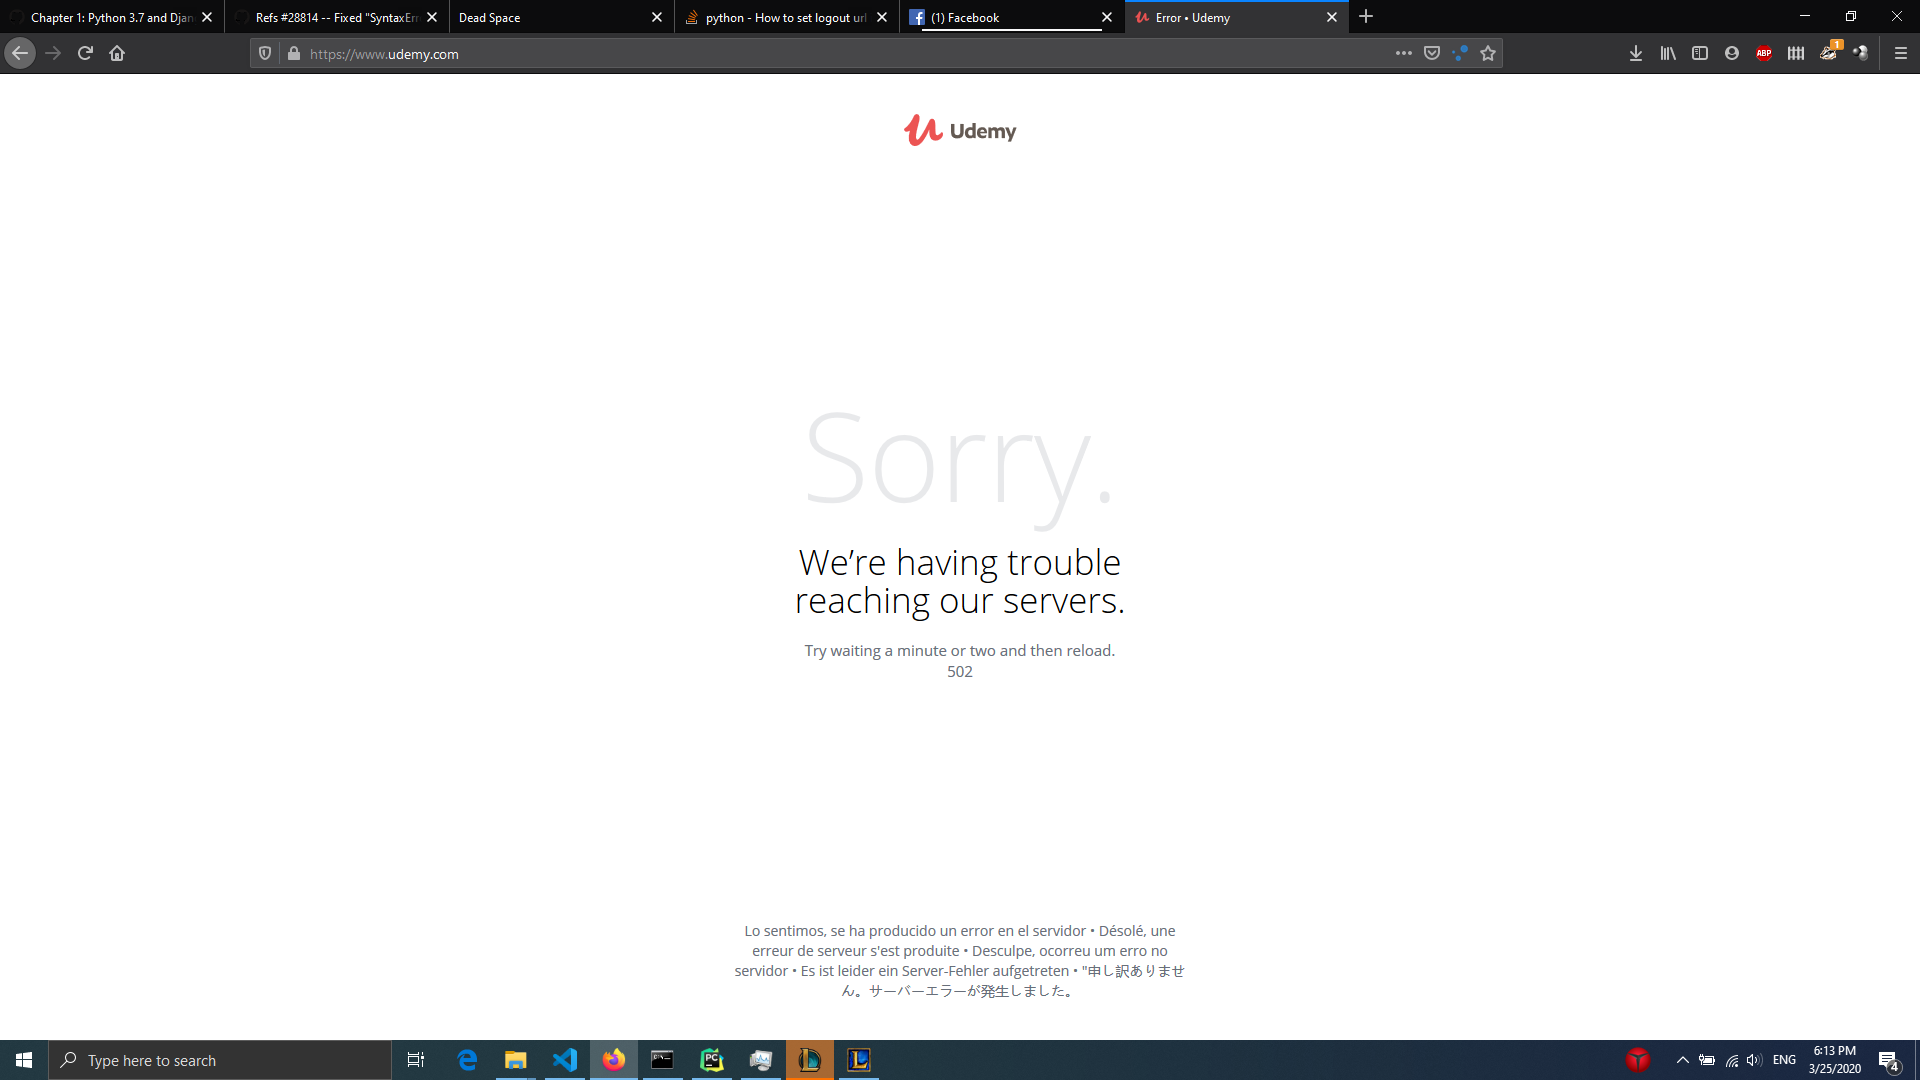 Chapter 1: Python 3.7 and Djan
Refs #28814 -- Fixed "SyntaxErr
Dead Space
python - How to set logout url
(1) Facebook
Error • Udemy
https://www.udemy.com
ABP
1
Udemy
Sorry.
We’re having trouble
reaching our servers.
Try waiting a minute or two and then reload.
502
Lo sentimos, se ha producido un error en el servidor • Désolé, une
erreur de serveur s'est produite • Desculpe, ocorreu um erro no
servidor • Es ist leider ein Server-Fehler aufgetreten • "申し訳ありませ
ん。サーバーエラーが発生しました。
Type here to search
PC
ENG
6:13 PM
3/25/2020
4